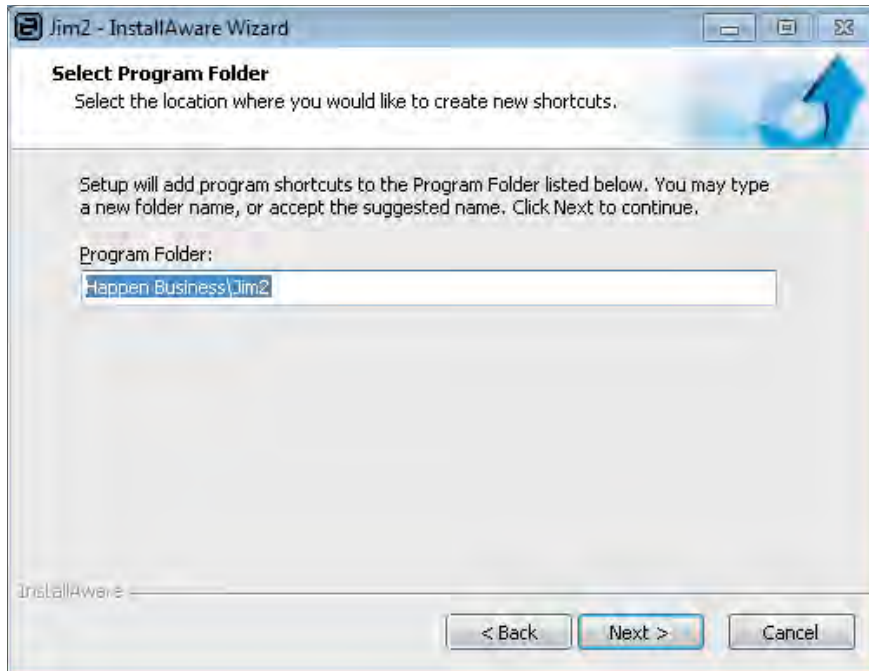 Jim2 - InstallAware Wizard
Select Program Folder
Select the location where you would like to create new shortcuts.
Setup will add program shortcuts to the Program Folder listed below. You may type
a new folder name, or accept the suggested name. Click Next to continue.
Program Folder:
Happen Business\Jim2
InstallAware
< Back Next > Cancel